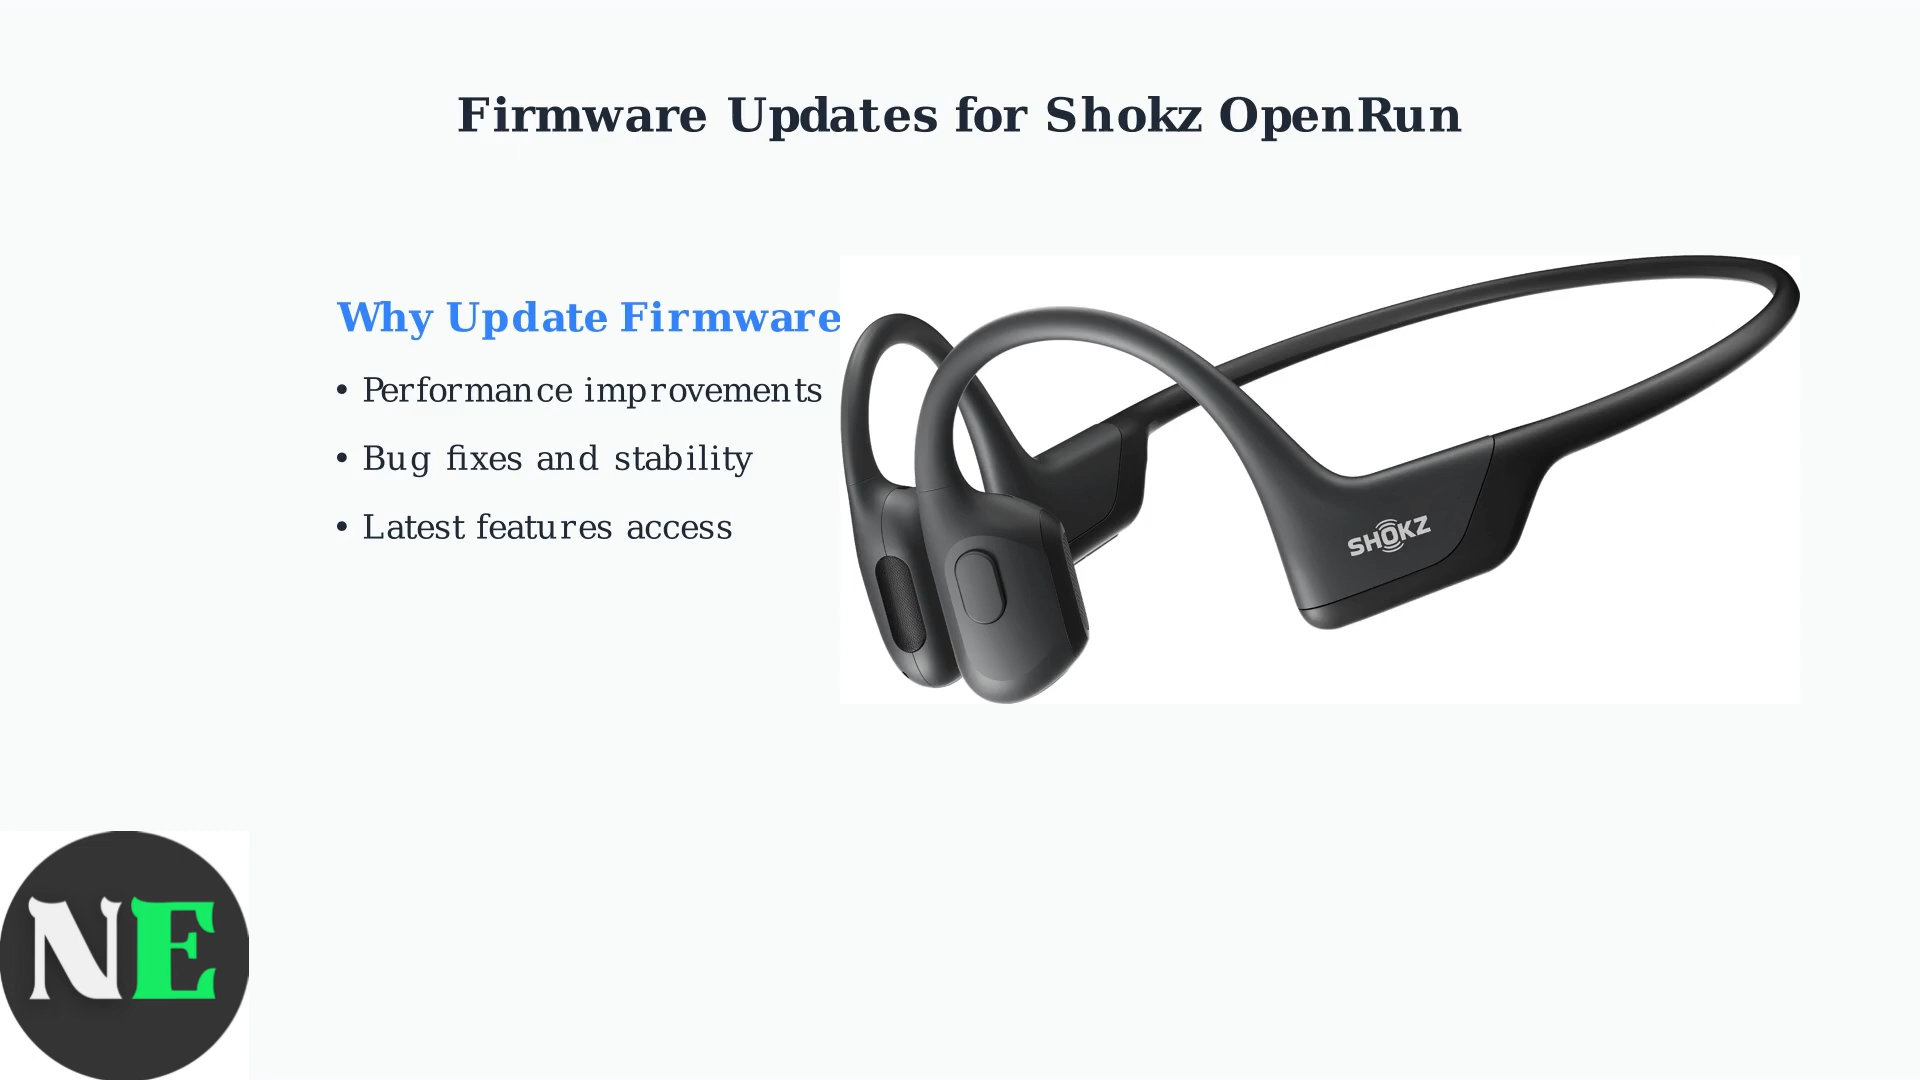 Firmware Updates for Shokz OpenRun
Why Update Firmware
• Performance improvements
• Bug fixes and stability
• Latest features access
SHOKZ
NE